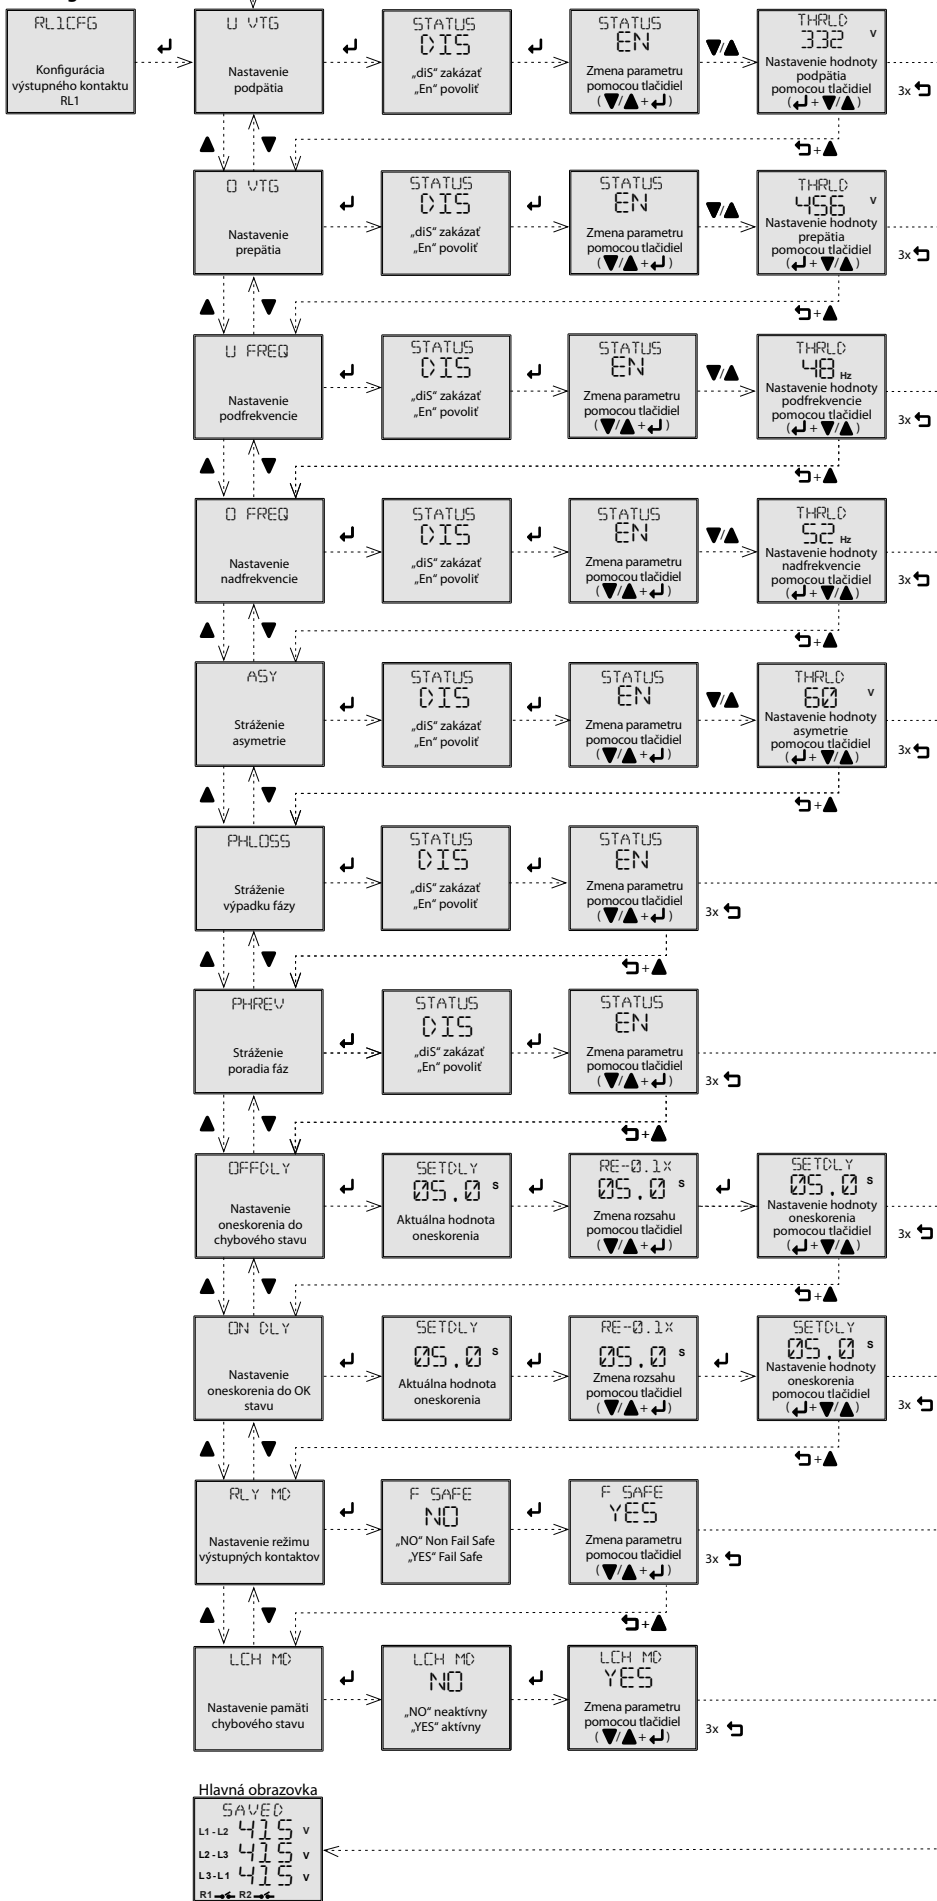 RL1CFG
Konfigurácia
výstupného kontaktu
RL1
U VTG
Nastavenie
podpätia
STATUS
DIS
„diS“ zakázať
„En“ povoliť
STATUS
EN
Zmena parametru
pomocou tlačidiel
(▼/▲+↵)
▼/▲
THRLD
332 V
Nastavenie hodnoty
podpätia
pomocou tlačidiel
(↵+▼/▲)
3x ⮌
⮌+▲
O VTG
Nastavenie
prepätia
STATUS
DIS
„diS“ zakázať
„En“ povoliť
STATUS
EN
Zmena parametru
pomocou tlačidiel
(▼/▲+↵)
▼/▲
THRLD
456 V
Nastavenie hodnoty
prepätia
pomocou tlačidiel
(↵+▼/▲)
3x ⮌
⮌+▲
U FREQ
Nastavenie
podfrekvencie
STATUS
DIS
„diS“ zakázať
„En“ povoliť
STATUS
EN
Zmena parametru
pomocou tlačidiel
(▼/▲+↵)
▼/▲
THRLD
48 Hz
Nastavenie hodnoty
podfrekvencie
pomocou tlačidiel
(↵+▼/▲)
3x ⮌
⮌+▲
O FREQ
Nastavenie
nadfrekvencie
STATUS
DIS
„diS“ zakázať
„En“ povoliť
STATUS
EN
Zmena parametru
pomocou tlačidiel
(▼/▲+↵)
▼/▲
THRLD
52 Hz
Nastavenie hodnoty
nadfrekvencie
pomocou tlačidiel
(↵+▼/▲)
3x ⮌
⮌+▲
ASY
Stráženie
asymetrie
STATUS
DIS
„diS“ zakázať
„En“ povoliť
STATUS
EN
Zmena parametru
pomocou tlačidiel
(▼/▲+↵)
▼/▲
THRLD
60 V
Nastavenie hodnoty
asymetrie
pomocou tlačidiel
(↵+▼/▲)
3x ⮌
⮌+▲
PHLOSS
Stráženie
výpadku fázy
STATUS
DIS
„diS“ zakázať
„En“ povoliť
STATUS
EN
Zmena parametru
pomocou tlačidiel
(▼/▲+↵)
3x ⮌
⮌+▲
PHREV
Stráženie
poradia fáz
STATUS
DIS
„diS“ zakázať
„En“ povoliť
STATUS
EN
Zmena parametru
pomocou tlačidiel
(▼/▲+↵)
3x ⮌
⮌+▲
OFFDLY
Nastavenie
oneskorenia do
chybového stavu
SETDLY
05.0 s
Aktuálna hodnota
oneskorenia
RE-0.1X
05.0 s
Zmena rozsahu
pomocou tlačidiel
(▼/▲+↵)
SETDLY
05.0 s
Nastavenie hodnoty
oneskorenia
pomocou tlačidiel
(↵+▼/▲)
3x ⮌
⮌+▲
ON DLY
Nastavenie
oneskorenia do OK
stavu
SETDLY
05.0 s
Aktuálna hodnota
oneskorenia
RE-0.1X
05.0 s
Zmena rozsahu
pomocou tlačidiel
(▼/▲+↵)
SETDLY
05.0 s
Nastavenie hodnoty
oneskorenia
pomocou tlačidiel
(↵+▼/▲)
3x ⮌
⮌+▲
RLY MD
Nastavenie režimu
výstupných kontaktov
F SAFE
NO
„NO“ Non Fail Safe
„YES“ Fail Safe
F SAFE
YES
Zmena parametru
pomocou tlačidiel
(▼/▲+↵)
3x ⮌
⮌+▲
LCH MD
Nastavenie pamäti
chybového stavu
LCH MD
NO
„NO“ neaktívny
„YES“ aktívny
LCH MD
YES
Zmena parametru
pomocou tlačidiel
(▼/▲+↵)
3x ⮌
Hlavná obrazovka
SAVED
L1-L2 415 V
L2-L3 415 V
L3-L1 415 V
R1 R2